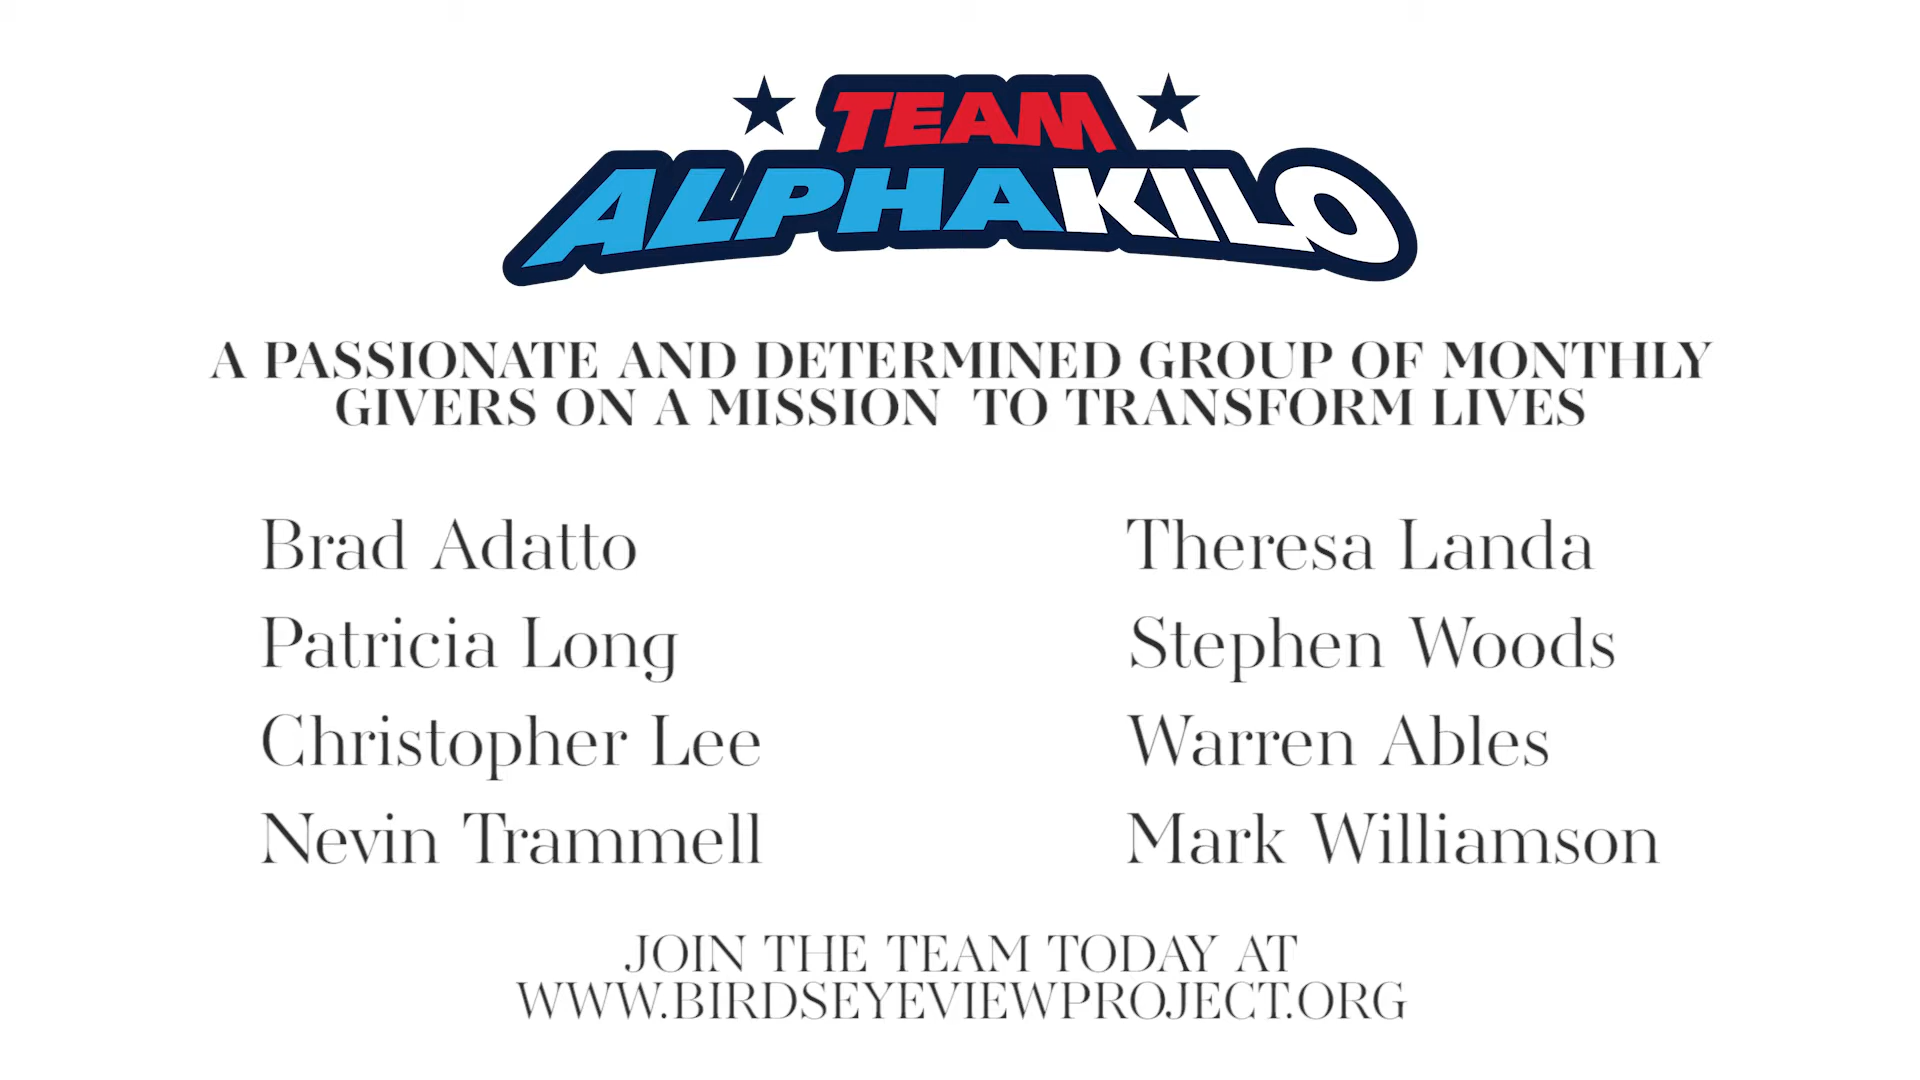 TEAM
ALPHAKILO
A PASSIONATE AND DETERMINED GROUP OF MONTHLY
GIVERS ON A MISSION TO TRANSFORM LIVES
Brad Adatto
Patricia Long
Christopher Lee
Nevin Trammell
Theresa Landa
Stephen Woods
Warren Ables
Mark Williamson
JOIN THE TEAM TODAY AT
WWW.BIRDSEYEVIEWPROJECT.ORG